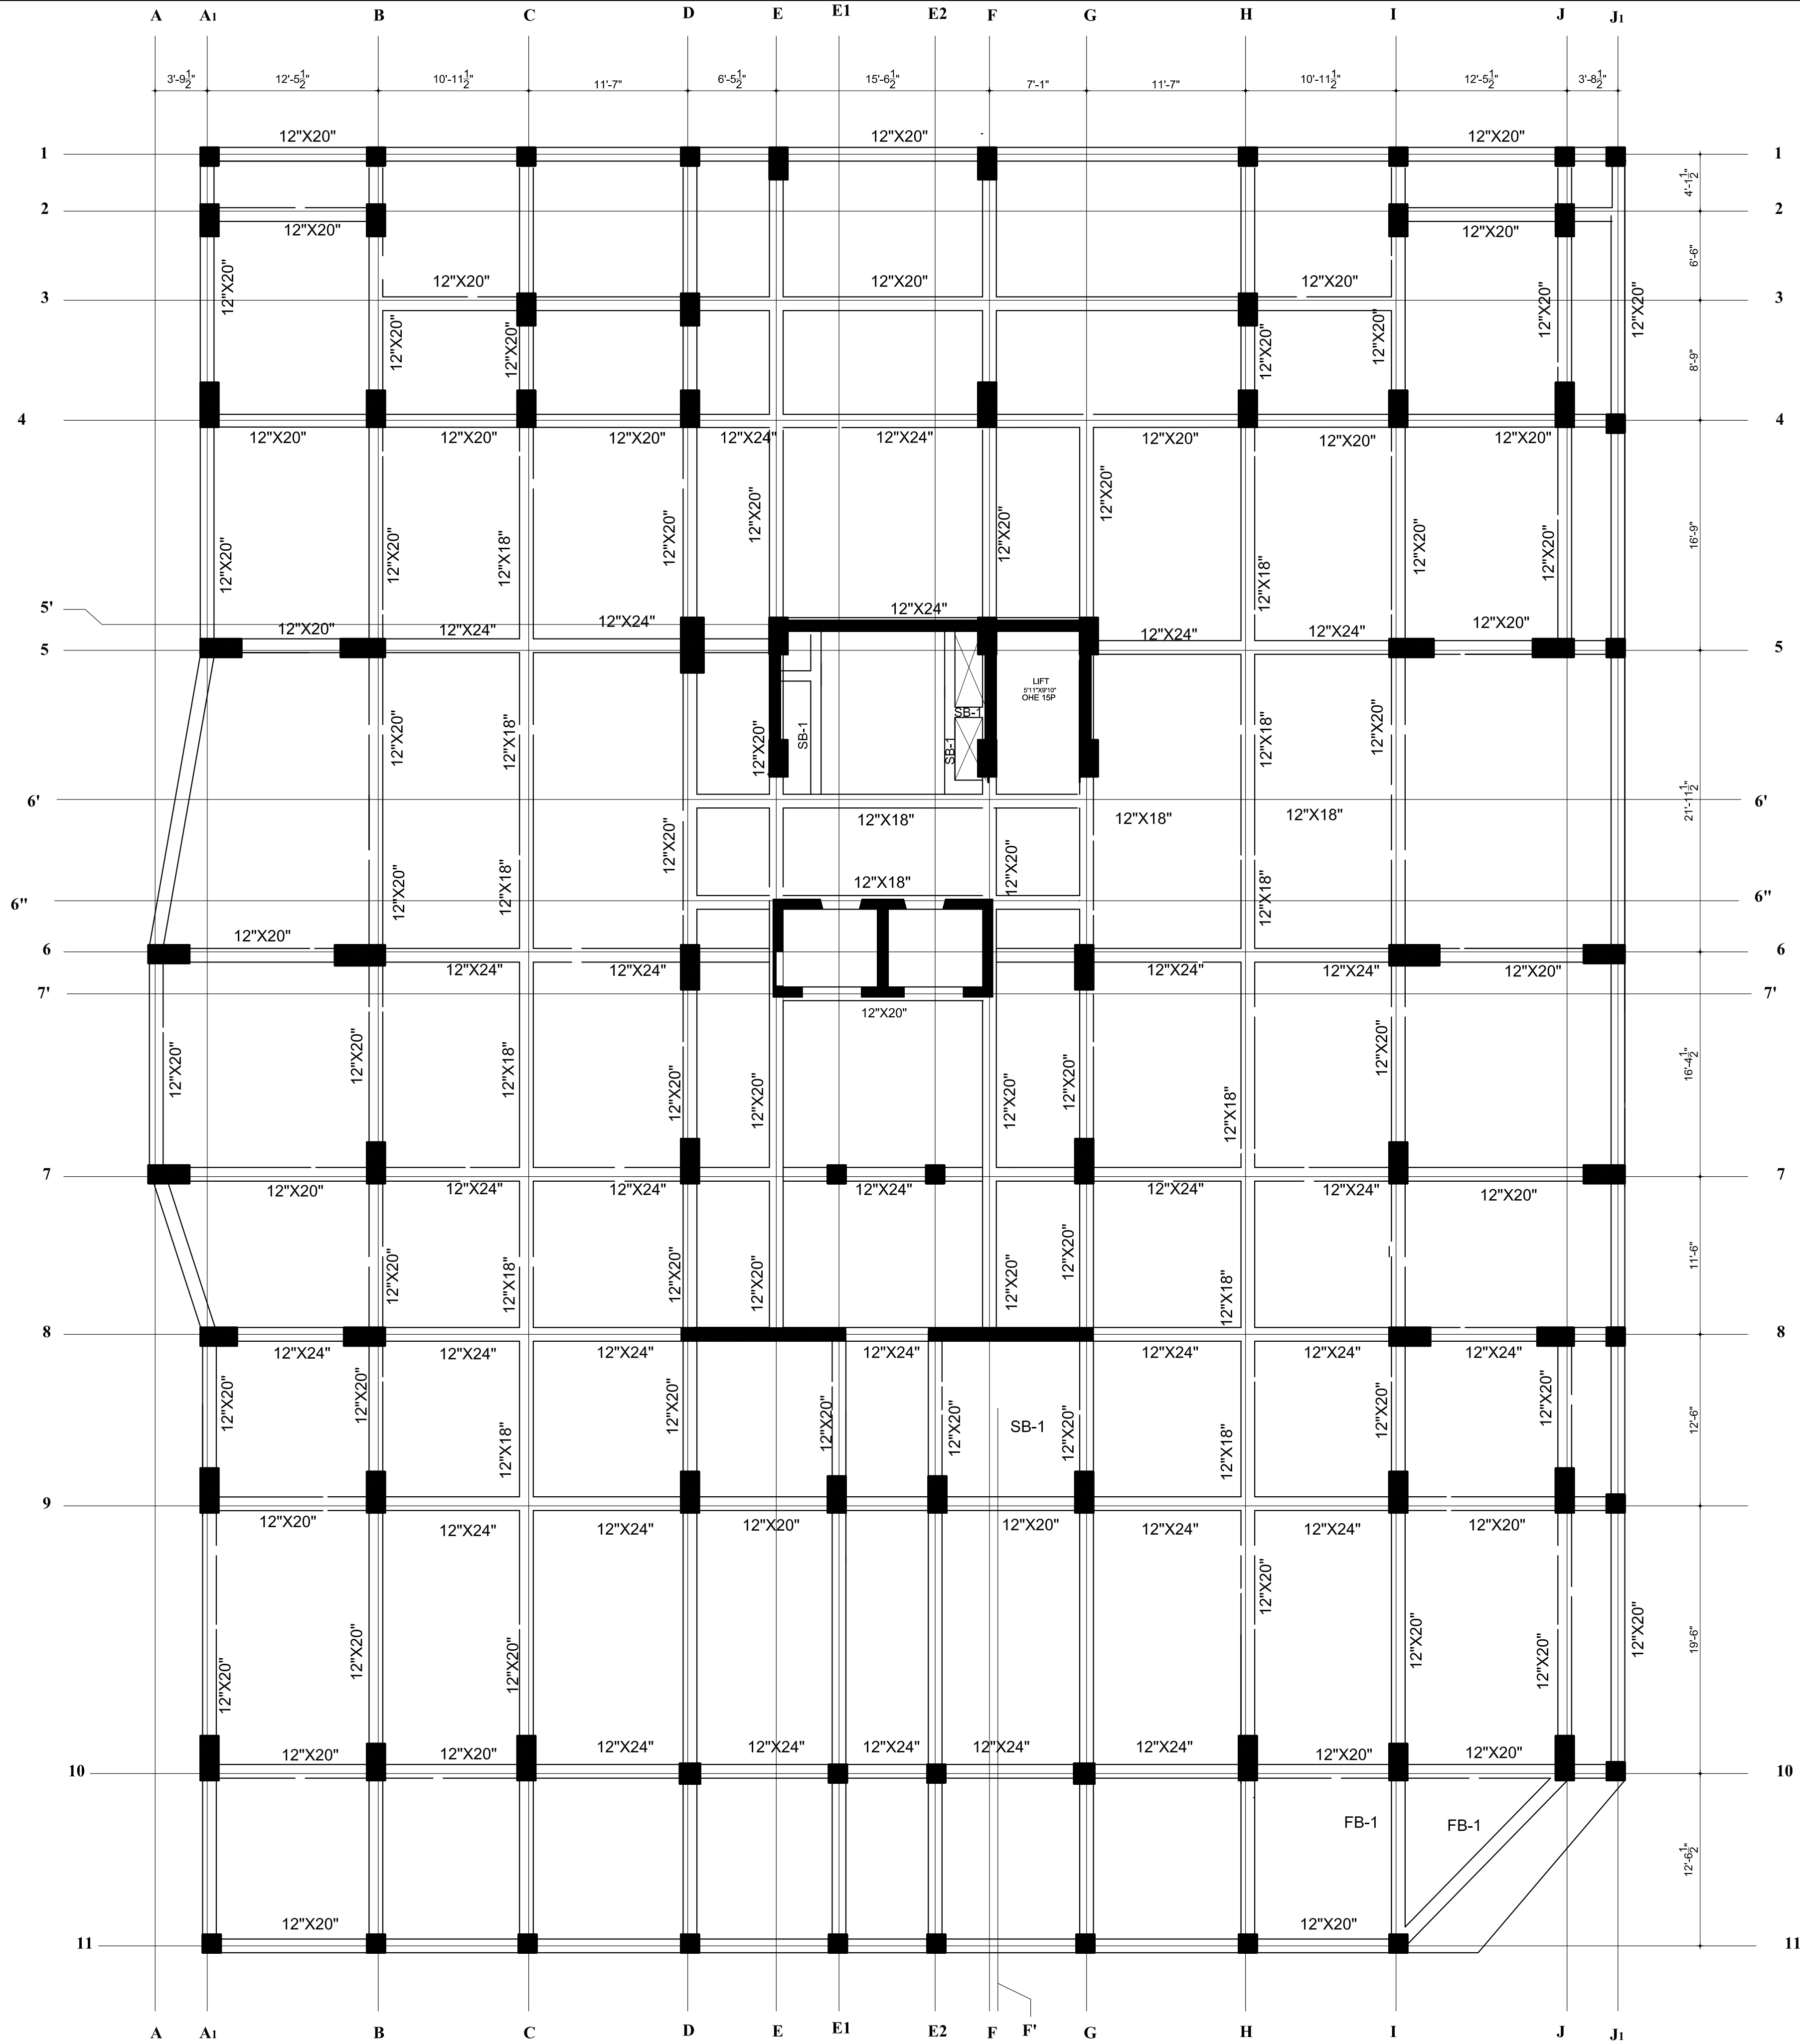 A A1 B C D E E1 E2 F G H I J J1
3'-9½" 12'-5½" 10'-11½" 11'-7" 6'-5½" 15'-6½" 7'-1" 11'-7" 10'-11½" 12'-5½" 3'-8½"
12"X20" 12"X20" 12"X20"
1 1
4'-1½"
2 2
12"X20" 12"X20"
6'-6"
12"X20" 12"X20" 12"X20" 12"X20"
12"X20" 12"X20" 12"X20"
3 3
12"X20" 12"X20" 12"X20" 12"X20"
8'-9"
4 4
12"X20" 12"X20" 12"X20" 12"X24" 12"X24" 12"X20" 12"X20" 12"X20"
12"X20" 12"X20" 12"X18" 12"X20" 12"X20" 12"X20" 12"X20" 12"X18" 12"X20" 12"X20"
16'-9"
5'
12"X24"
12"X20" 12"X24" 12"X24" 12"X24" 12"X24" 12"X20"
5 5
LIFT
5'11"X9'10"
OHE 15P
SB-1
12"X20" 12"X18" 12"X20" SB-1 SB-1 12"X18" 12"X20"
6' 6'
21'-11½"
12"X18" 12"X18" 12"X18"
12"X20" 12"X18" 12"X20" 12"X20" 12"X18"
12"X18"
6" 6"
12"X20"
6 6
12"X24" 12"X24" 12"X24" 12"X24" 12"X20"
7' 7'
12"X20"
12"X20" 12"X20" 12"X18" 12"X20" 12"X20" 12"X20" 12"X20" 12"X18" 12"X20"
16'-4½"
7 7
12"X20" 12"X24" 12"X24" 12"X24" 12"X24" 12"X24" 12"X20"
12"X20" 12"X18" 12"X20" 12"X20" 12"X20" 12"X20" 12"X18"
11'-6"
8 8
12"X24" 12"X24" 12"X24" 12"X24" 12"X24" 12"X24" 12"X24"
12"X20" 12"X20" 12"X18" 12"X20" 12"X20" 12"X20" SB-1 12"X20" 12"X18" 12"X20" 12"X20"
12'-6"
9 9
12"X20" 12"X24" 12"X24" 12"X20" 12"X20" 12"X24" 12"X24" 12"X20"
12"X20"
12"X20" 12"X20" 12"X20" 12"X20" 12"X20" 12"X20"
19'-6"
12"X20" 12"X20" 12"X24" 12"X24" 12"X24" 12"X24" 12"X24" 12"X20" 12"X20"
10 10
FB-1 FB-1
12'-6½"
12"X20" 12"X20"
11 11
A A1 B C D E E1 E2 F F' G H I J J1